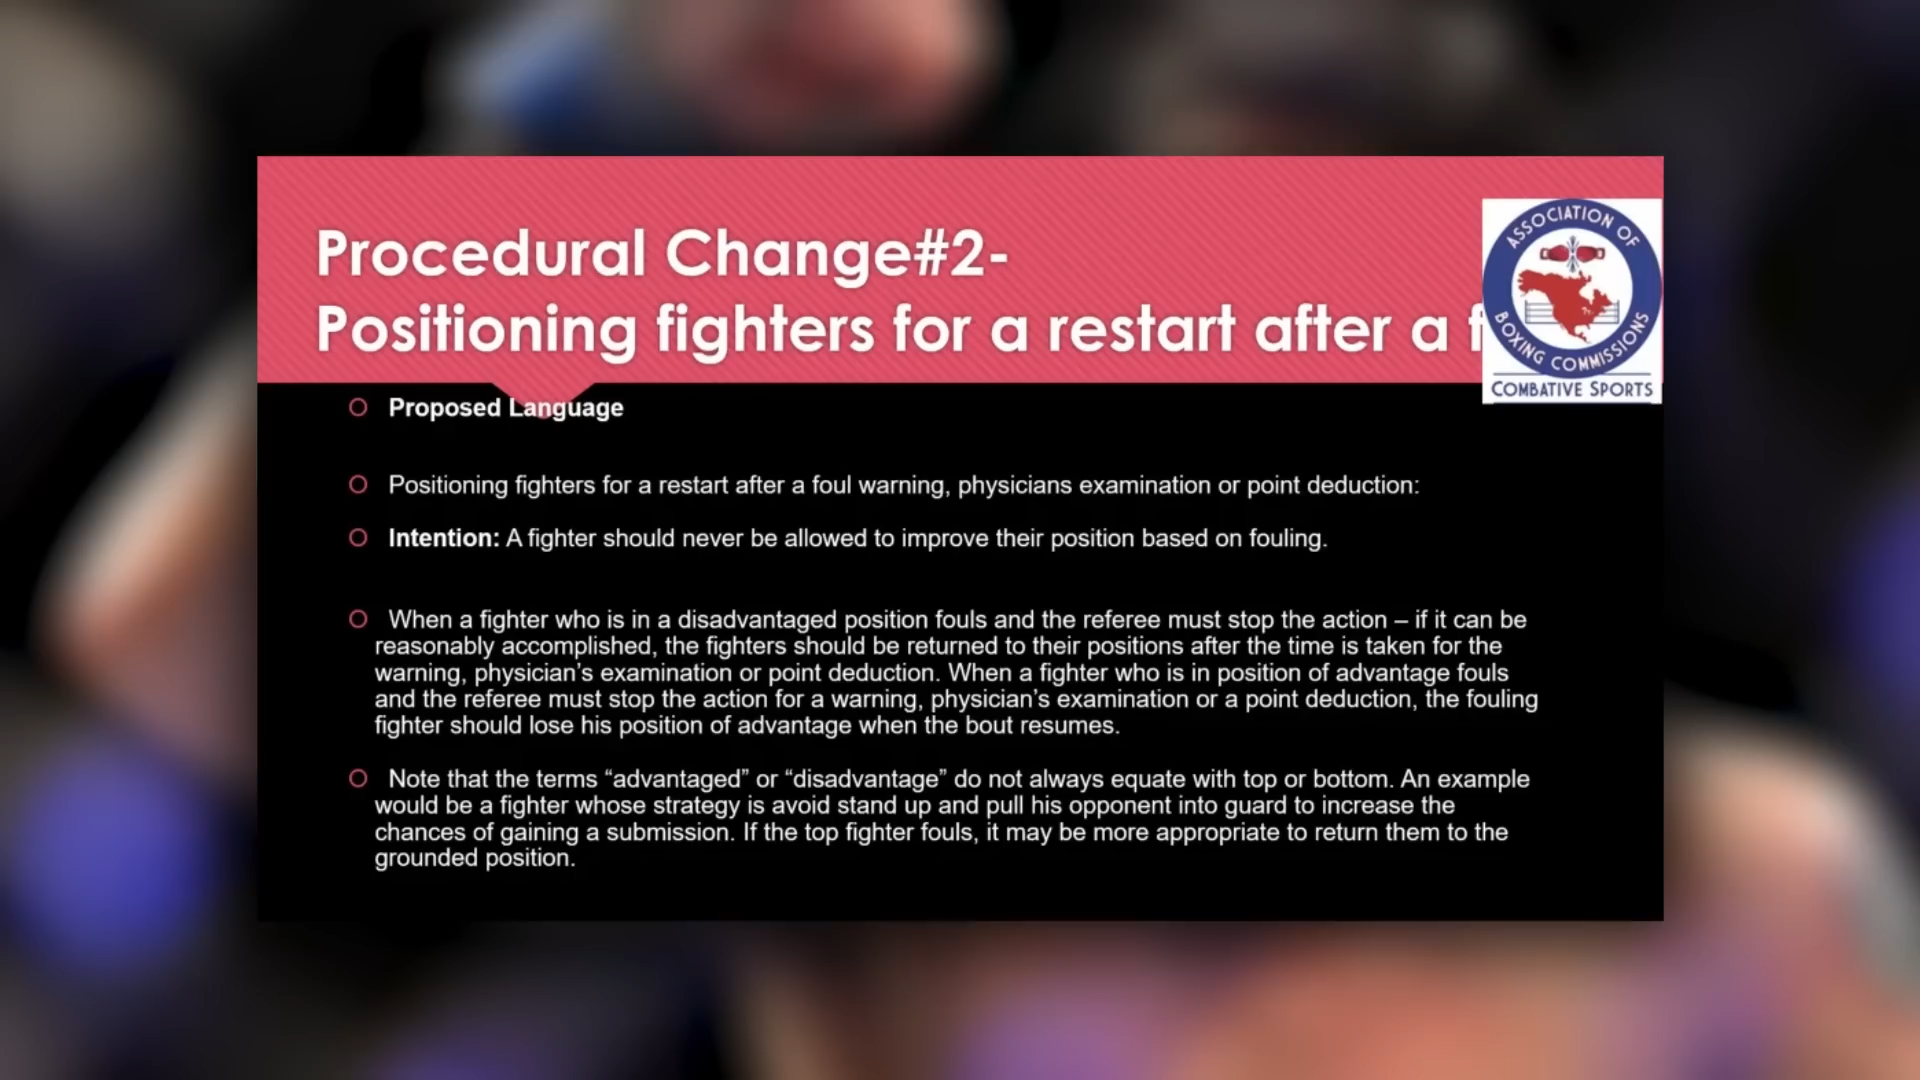 Procedural Change#2-
Positioning fighters for a restart after a f
ASSOCIATION OF
BOXING COMMISSIONS
COMBATIVE SPORTS
Proposed Language
Positioning fighters for a restart after a foul warning, physicians examination or point deduction:
Intention: A fighter should never be allowed to improve their position based on fouling.
When a fighter who is in a disadvantaged position fouls and the referee must stop the action – if it can be
reasonably accomplished, the fighters should be returned to their positions after the time is taken for the
warning, physician’s examination or point deduction. When a fighter who is in position of advantage fouls
and the referee must stop the action for a warning, physician’s examination or a point deduction, the fouling
fighter should lose his position of advantage when the bout resumes.
Note that the terms “advantaged” or “disadvantage” do not always equate with top or bottom. An example
would be a fighter whose strategy is avoid stand up and pull his opponent into guard to increase the
chances of gaining a submission. If the top fighter fouls, it may be more appropriate to return them to the
grounded position.